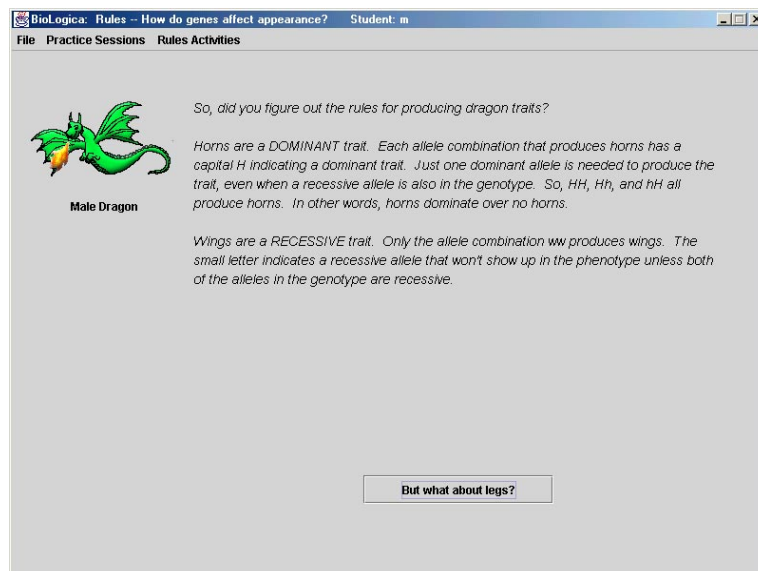 BioLogica: Rules -- How do genes affect appearance? Student: m
File Practice Sessions Rules Activities
So, did you figure out the rules for producing dragon traits?
Horns are a DOMINANT trait. Each allele combination that produces horns has a
capital H indicating a dominant trait. Just one dominant allele is needed to produce the
trait, even when a recessive allele is also in the genotype. So, HH, Hh, and hH all
produce horns. In other words, horns dominate over no horns.
Male Dragon
Wings are a RECESSIVE trait. Only the allele combination ww produces wings. The
small letter indicates a recessive allele that won't show up in the phenotype unless both
of the alleles in the genotype are recessive.
But what about legs?